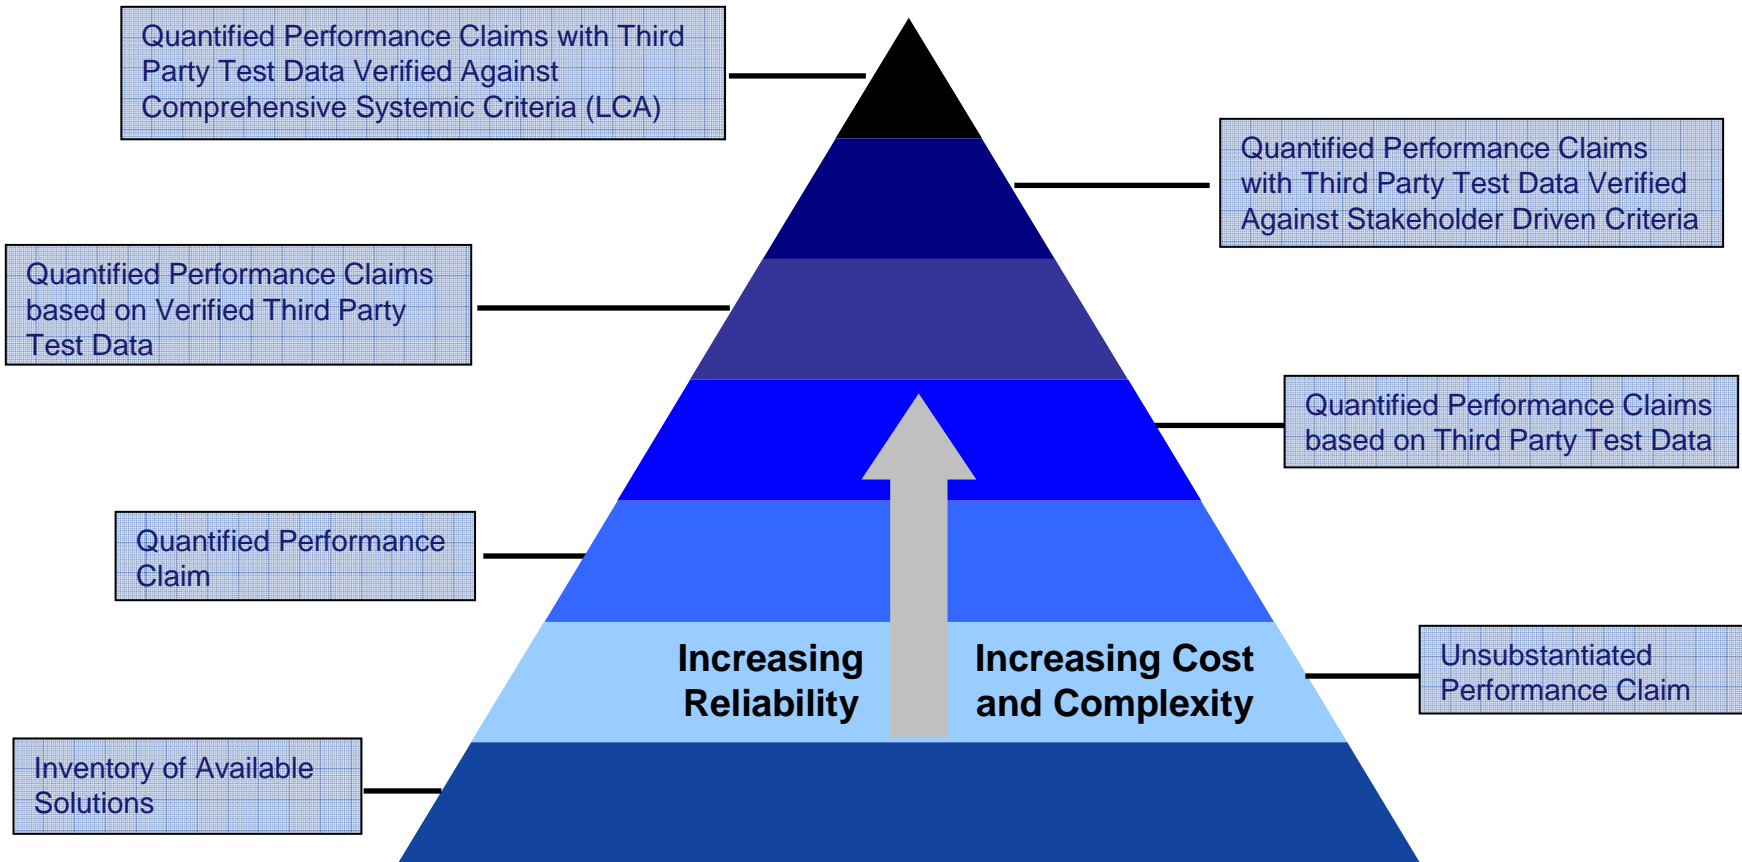 Quantified Performance Claims with Third
Party Test Data Verified Against
Comprehensive Systemic Criteria (LCA)
Quantified Performance Claims
with Third Party Test Data Verified
Against Stakeholder Driven Criteria
Quantified Performance Claims
based on Verified Third Party
Test Data
Quantified Performance Claims
based on Third Party Test Data
Quantified Performance
Claim
Increasing
Reliability
Increasing Cost
and Complexity
Unsubstantiated
Performance Claim
Inventory of Available
Solutions